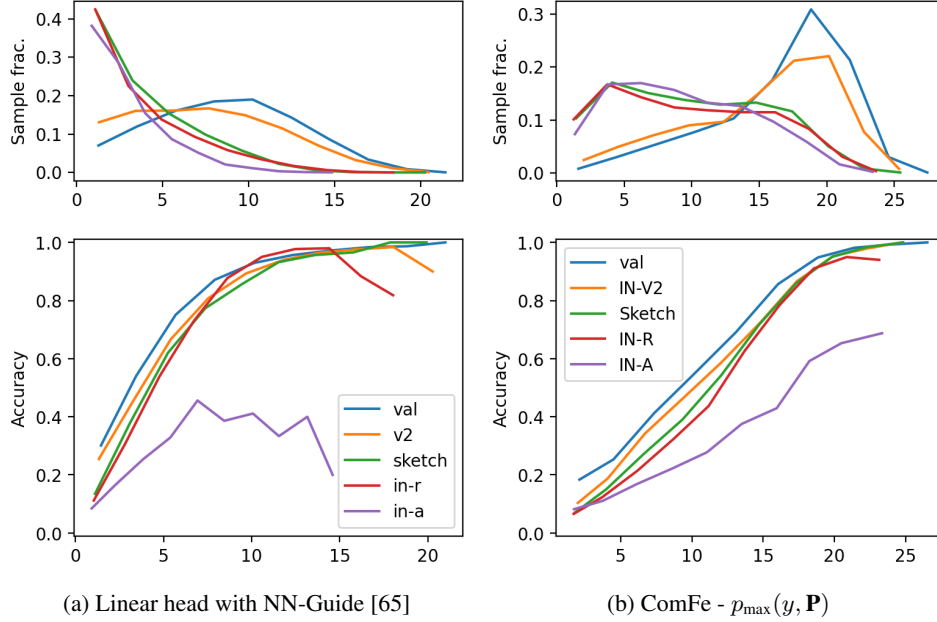 Sample frac.
0.4
0.3
0.2
0.1
0.0
0 5 10 15 20
Sample frac.
0.3
0.2
0.1
0.0
0 5 10 15 20 25
Accuracy
1.0
0.8
0.6
0.4
0.2
0.0
0 5 10 15 20
val
v2
sketch
in-r
in-a
Accuracy
1.0
0.8
0.6
0.4
0.2
0.0
5 10 15 20 25
val
IN-V2
Sketch
IN-R
IN-A
(a) Linear head with NN-Guide [65]
(b) ComFe - p_max(y, P)